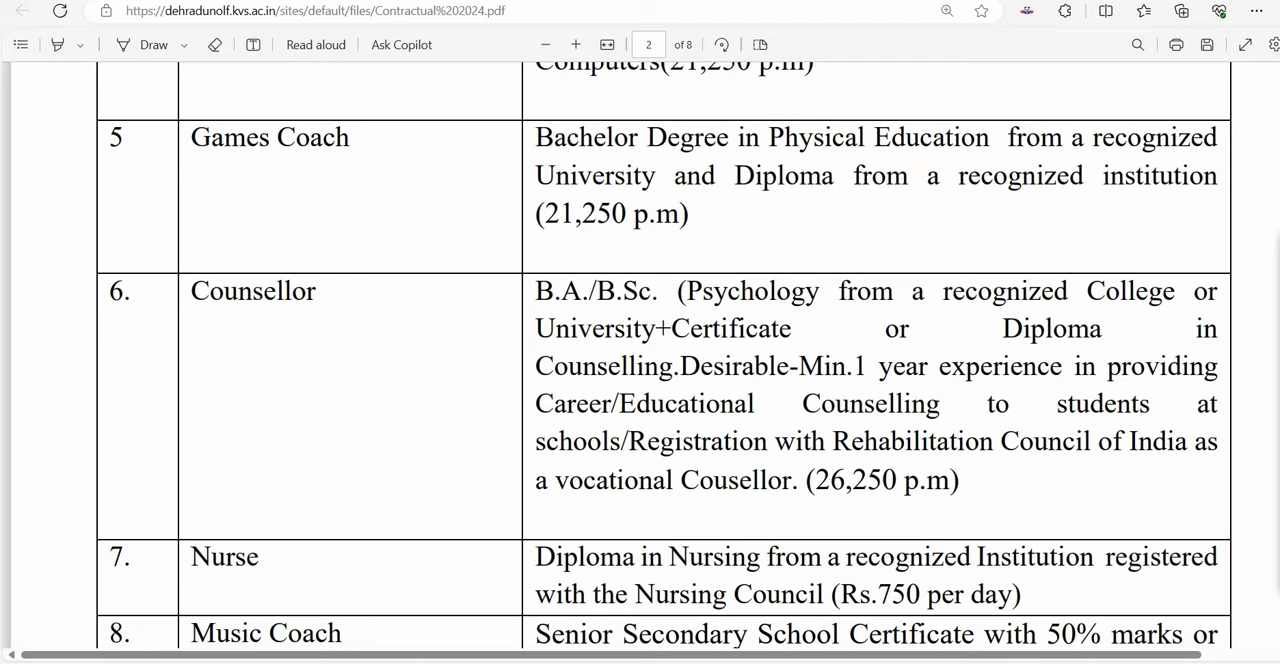 https://dehradunolf.kvs.ac.in/sites/default/files/Contractual%202024.pdf
Draw Read aloud Ask Copilot 2 of 8
Computers(21,250 p.m)
5 Games Coach Bachelor Degree in Physical Education from a recognized
University and Diploma from a recognized institution
(21,250 p.m)
6. Counsellor B.A./B.Sc. (Psychology from a recognized College or
University+Certificate or Diploma in
Counselling.Desirable-Min.1 year experience in providing
Career/Educational Counselling to students at
schools/Registration with Rehabilitation Council of India as
a vocational Cousellor. (26,250 p.m)
7. Nurse Diploma in Nursing from a recognized Institution registered
with the Nursing Council (Rs.750 per day)
8. Music Coach Senior Secondary School Certificate with 50% marks or